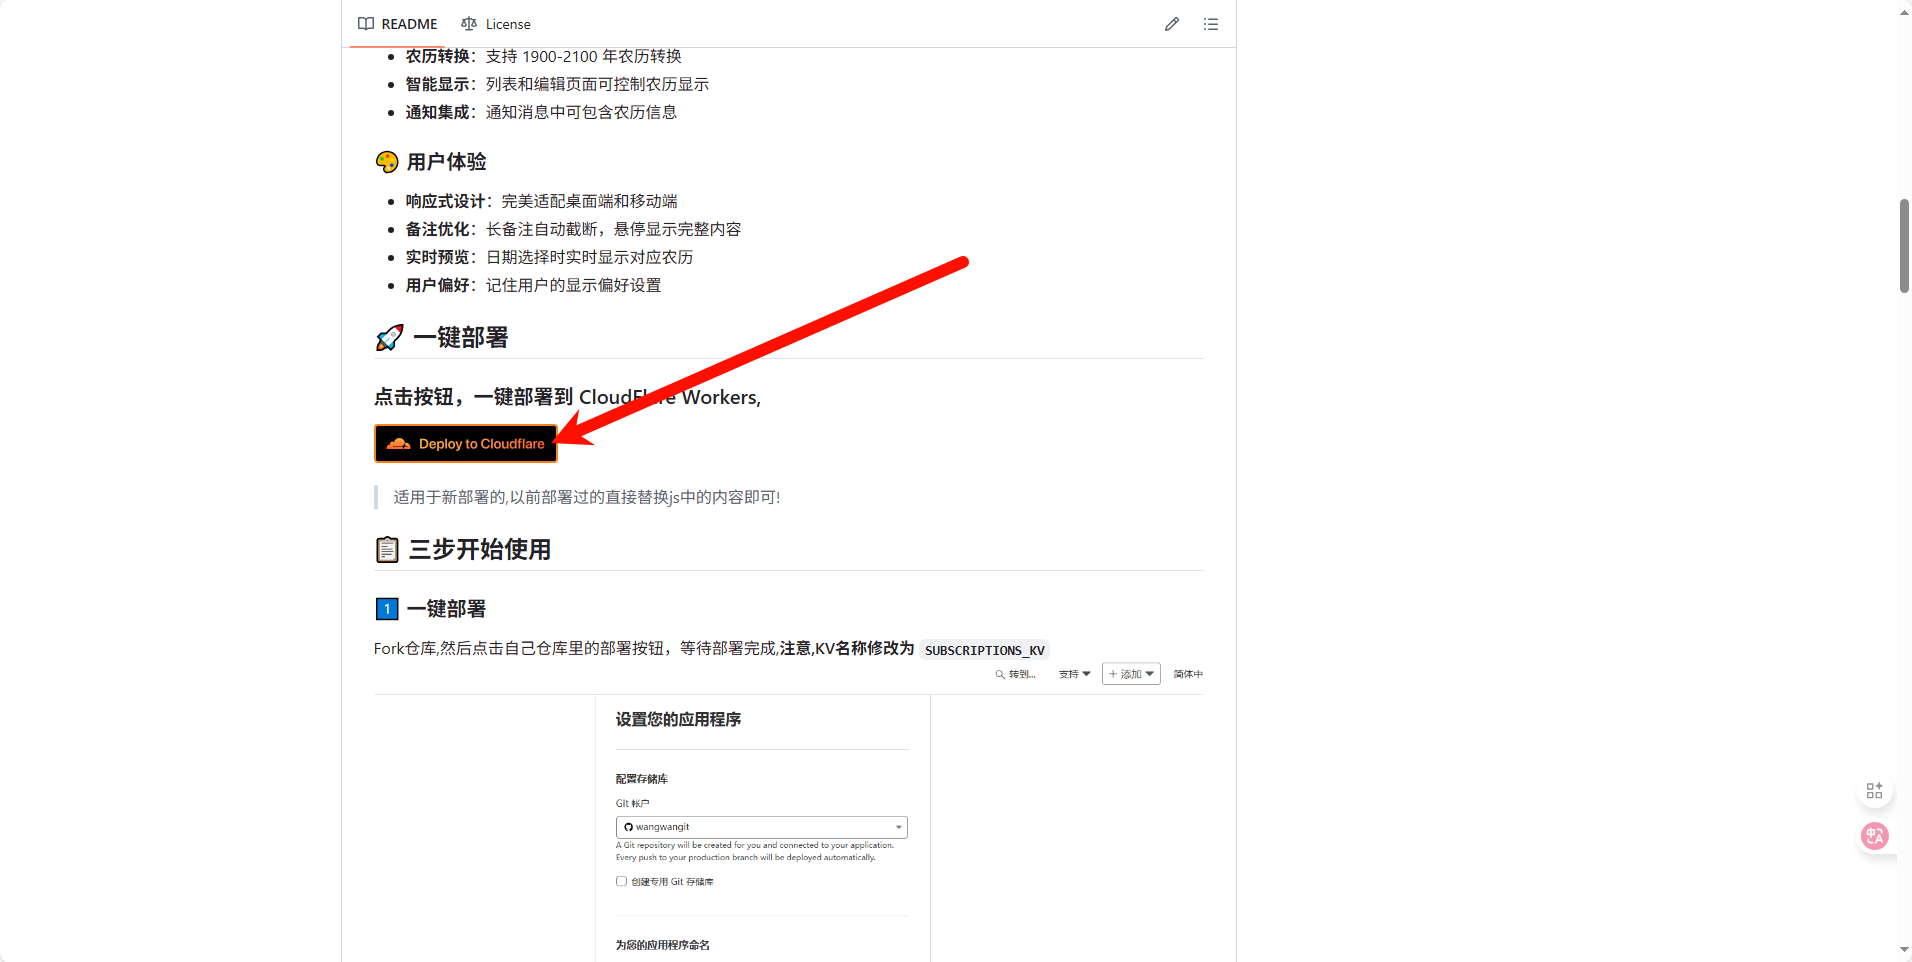 README
License
农历转换：支持 1900-2100 年农历转换
智能显示：列表和编辑页面可控制农历显示
通知集成：通知消息中可包含农历信息
用户体验
响应式设计：完美适配桌面端和移动端
备注优化：长备注自动截断，悬停显示完整内容
实时预览：日期选择时实时显示对应农历
用户偏好：记住用户的显示偏好设置
一键部署
点击按钮，一键部署到 CloudFlare Workers,
Deploy to Cloudflare
适用于新部署的,以前部署过的直接替换js中的内容即可!
三步开始使用
1 一键部署
Fork仓库,然后点击自己仓库里的部署按钮，等待部署完成,注意,KV名称修改为 SUBSCRIPTIONS_KV
转到... 支持 添加 简体中
设置您的应用程序
配置存储库
Git 帐户
wangwangit
A Git repository will be created for you and connected to your application.
Every push to your production branch will be deployed automatically.
创建专用 Git 存储库
为您的应用程序命名